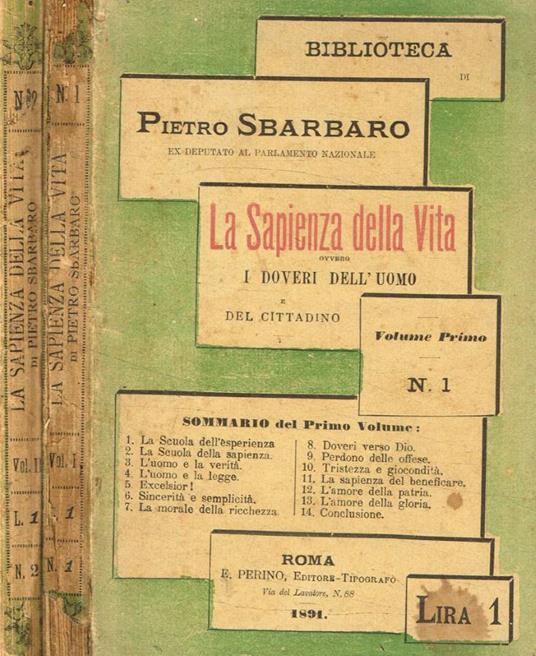 N.º 2
LA SAPIENZA DELLA VITA
DI PIETRO SBARBARO
Vol. II
L. 1
N. 2
N. 1
LA SAPIENZA DELLA VITA
DI PIETRO SBARBARO
Vol. I
1
N. 1
BIBLIOTECA
DI
PIETRO SBARBARO
EX-DEPUTATO AL PARLAMENTO NAZIONALE
La Sapienza della Vita
OVVERO
I DOVERI DELL'UOMO
E
DEL CITTADINO
Volume Primo
N. 1
SOMMARIO del Primo Volume:
1. La Scuola dell'esperienza
2. La Scuola della sapienza.
3. L'uomo e la verità.
4. L'uomo e la legge.
5. Excelsior!
6. Sincerità e semplicità.
7. La morale della ricchezza.
8. Doveri verso Dio.
9. Perdono delle offese.
10. Tristezza e giocondità.
11. La sapienza del beneficare.
12. L'amore della patria.
13. L'amore della gloria.
14. Conclusione.
ROMA
E. PERINO, EDITORE-TIPOGRAFO
Via del Lavatore, N. 88
1891.
LIRA 1